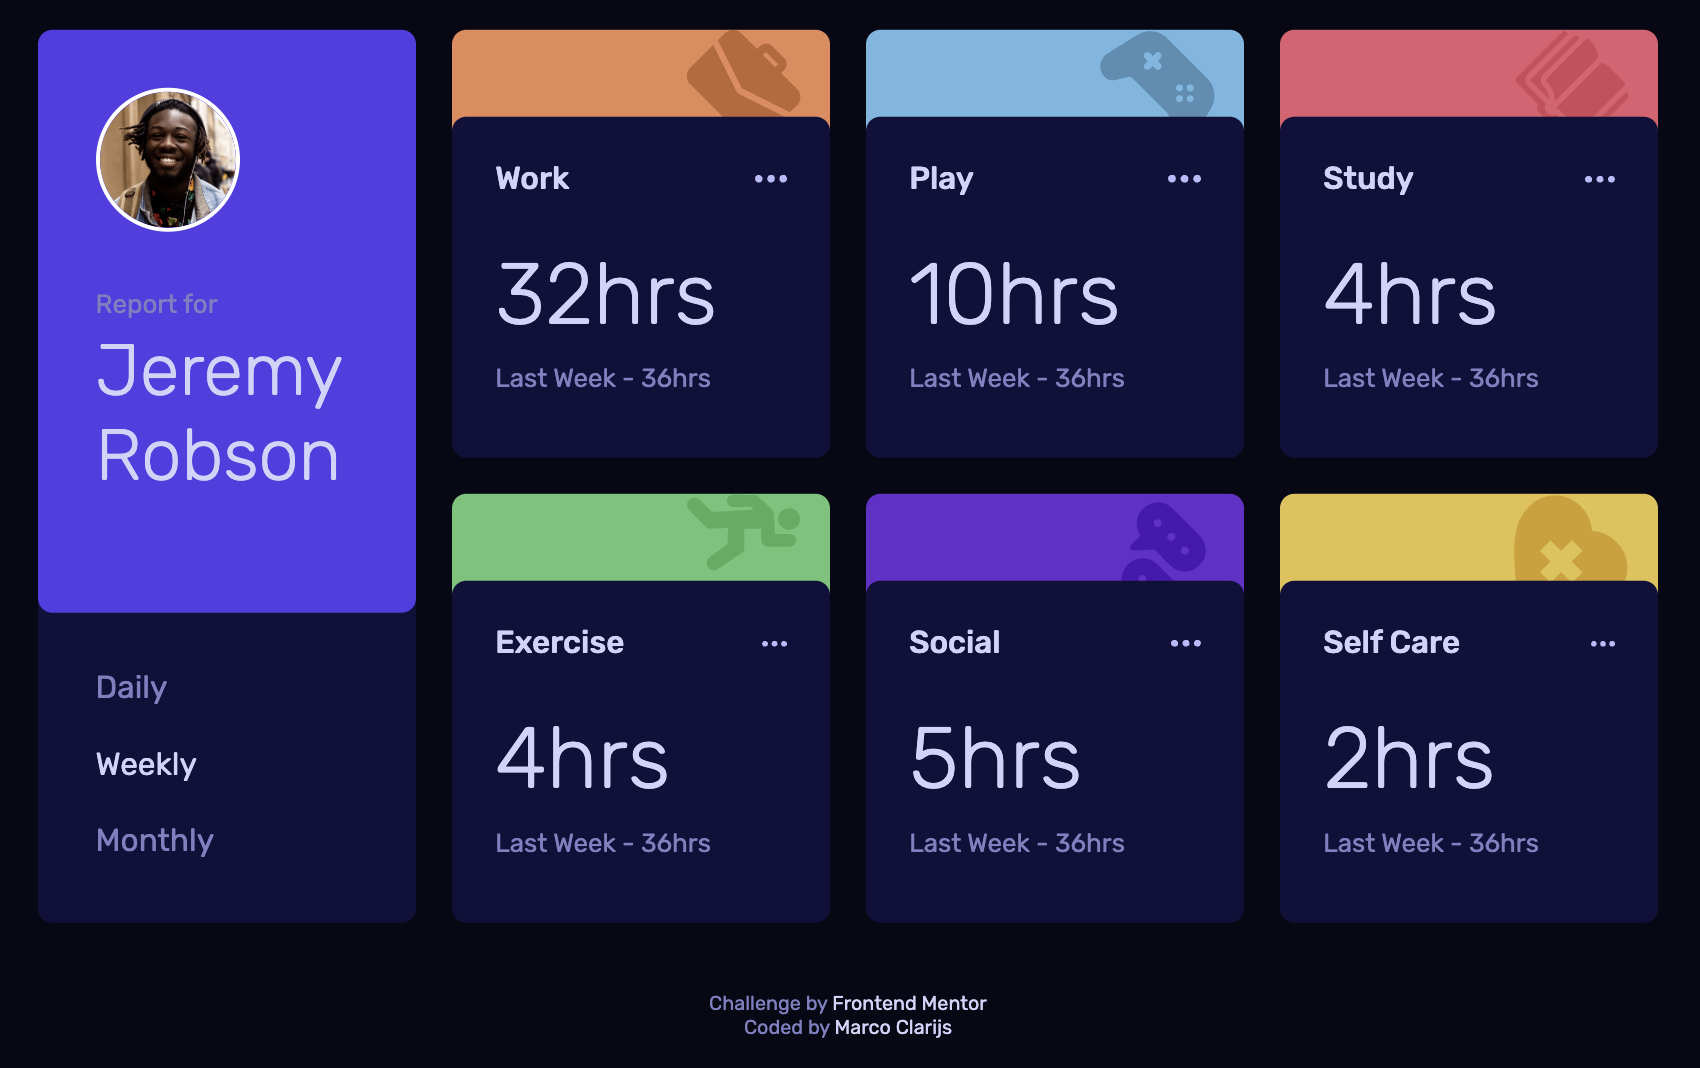 Report for
Jeremy
Robson
Daily
Weekly
Monthly
Work
32hrs
Last Week - 36hrs
Play
10hrs
Last Week - 36hrs
Study
4hrs
Last Week - 36hrs
Exercise
4hrs
Last Week - 36hrs
Social
5hrs
Last Week - 36hrs
Self Care
2hrs
Last Week - 36hrs
Challenge by Frontend Mentor
Coded by Marco Clarijs